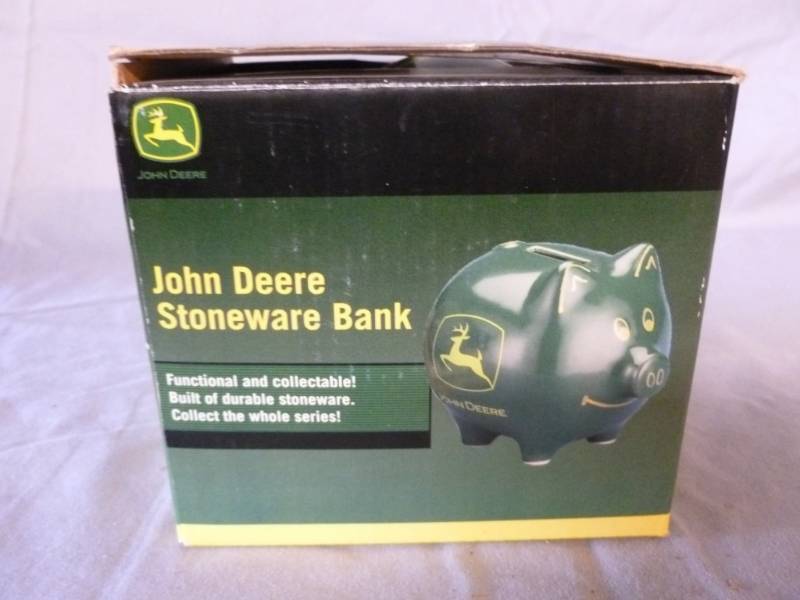 JOHN DEERE
John Deere
Stoneware Bank
Functional and collectable!
Built of durable stoneware.
Collect the whole series!
JOHN DEERE